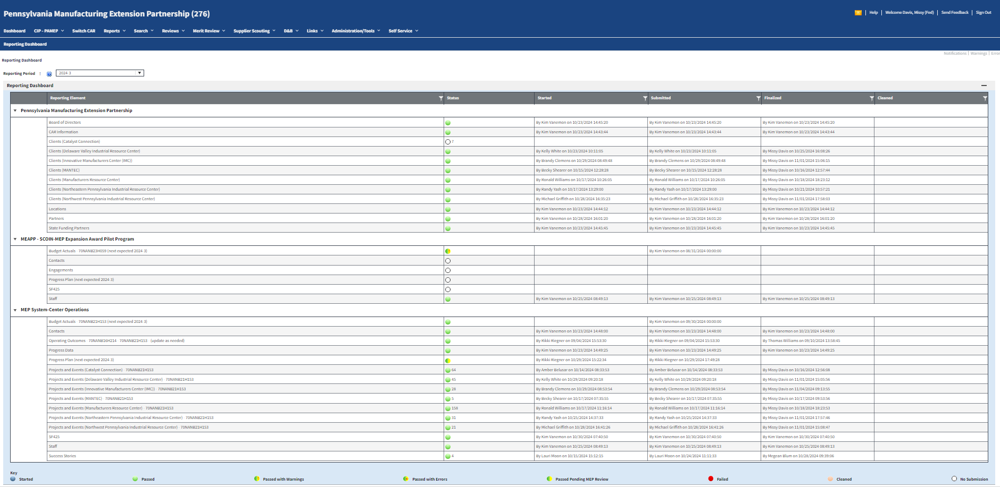 Pennsylvania Manufacturing Extension Partnership (276)
Help | Welcome Davis, Missy (Fed) | Send Feedback | Sign Out
Dashboard CIP - PAMEP Switch CAR Reports Search Reviews Merit Review Supplier Scouting D&B Links Administration/Tools Self Service
Reporting Dashboard
Notifications | Warnings | Error
Reporting Dashboard
Reporting Period : 2024-3
Reporting Dashboard
Reporting Element Status Started Submitted Finalized Cleaned
Pennsylvania Manufacturing Extension Partnership
Board of Directors By Kim Vanemon on 10/23/2024 14:45:20 By Kim Vanemon on 10/23/2024 14:45:20 By Kim Vanemon on 10/23/2024 14:45:20
CAR Information By Kim Vanemon on 10/23/2024 14:43:44 By Kim Vanemon on 10/23/2024 14:43:44 By Kim Vanemon on 10/23/2024 14:43:44
Clients (Catalyst Connection) 7
Clients (Delaware Valley Industrial Resource Center) By Kelly White on 10/23/2024 10:11:05 By Kelly White on 10/23/2024 10:11:05 By Missy Davis on 10/25/2024 16:08:26
Clients (Innovative Manufacturers Center (IMC)) By Brandy Clemens on 10/29/2024 08:49:48 By Brandy Clemens on 10/29/2024 08:49:48 By Missy Davis on 11/01/2024 15:06:15
Clients (MANTEC) By Becky Shearer on 10/15/2024 12:28:28 By Becky Shearer on 10/15/2024 12:28:28 By Missy Davis on 10/16/2024 12:57:44
Clients (Manufacturers Resource Center) By Ronald Williams on 10/17/2024 10:26:05 By Ronald Williams on 10/17/2024 10:26:05 By Missy Davis on 10/18/2024 18:23:12
Clients (Northeastern Pennsylvania Industrial Resource Center) By Randy Yash on 10/17/2024 13:29:00 By Randy Yash on 10/17/2024 13:29:00 By Missy Davis on 10/21/2024 10:57:21
Clients (Northwest Pennsylvania Industrial Resource Center) By Michael Griffith on 10/28/2024 16:35:23 By Michael Griffith on 10/28/2024 16:35:23 By Missy Davis on 11/01/2024 17:58:03
Locations By Kim Vanemon on 10/23/2024 14:44:12 By Kim Vanemon on 10/23/2024 14:44:12 By Kim Vanemon on 10/23/2024 14:44:12
Partners By Kim Vanemon on 10/28/2024 16:01:20 By Kim Vanemon on 10/28/2024 16:01:20 By Kim Vanemon on 10/28/2024 16:01:20
State Funding Partners By Kim Vanemon on 10/23/2024 14:45:45 By Kim Vanemon on 10/23/2024 14:45:45 By Kim Vanemon on 10/23/2024 14:45:45
MEAPP - SCOIN-MEP Expansion Award Pilot Program
Budget Actuals - 70NANB23H059 (next expected 2024-3) By Kim Vanemon on 08/31/2024 00:00:00
Contacts
Engagements
Progress Plan (next expected 2024-3)
SF425
Staff By Kim Vanemon on 10/25/2024 08:49:13 By Kim Vanemon on 10/25/2024 08:49:13 By Kim Vanemon on 10/25/2024 08:49:13
MEP System-Center Operations
Budget Actuals - 70NANB21H153 (next expected 2024-3) By Kim Vanemon on 09/30/2024 00:00:00
Contacts By Kim Vanemon on 10/23/2024 14:48:00 By Kim Vanemon on 10/23/2024 14:48:00 By Kim Vanemon on 10/23/2024 14:48:00
Operating Outcomes - 70NANB16H214 - 70NANB21H153 - (update as needed) By Rikki Riegner on 09/04/2024 15:53:30 By Rikki Riegner on 09/04/2024 15:53:30 By Thomas Williams on 09/10/2024 13:58:45
Progress Data By Kim Vanemon on 10/23/2024 14:49:25 By Kim Vanemon on 10/23/2024 14:49:25 By Kim Vanemon on 10/23/2024 14:49:25
Progress Plan (next expected 2024-3) By Rikki Riegner on 10/29/2024 15:22:34 By Rikki Riegner on 10/29/2024 17:49:28
Projects and Events (Catalyst Connection) - 70NANB21H153 64 By Amber Belusar on 10/14/2024 08:33:53 By Amber Belusar on 10/14/2024 08:33:53 By Missy Davis on 10/16/2024 12:56:08
Projects and Events (Delaware Valley Industrial Resource Center) - 70NANB21H153 45 By Kelly White on 10/29/2024 09:20:18 By Kelly White on 10/29/2024 09:20:18 By Missy Davis on 11/01/2024 15:05:56
Projects and Events (Innovative Manufacturers Center (IMC)) - 70NANB21H153 28 By Brandy Clemens on 10/29/2024 08:53:54 By Brandy Clemens on 10/29/2024 08:53:54 By Missy Davis on 11/04/2024 09:13:55
Projects and Events (MANTEC) - 70NANB21H153 5 By Becky Shearer on 10/17/2024 07:35:55 By Becky Shearer on 10/17/2024 07:35:55 By Missy Davis on 10/17/2024 09:53:56
Projects and Events (Manufacturers Resource Center) - 70NANB21H153 158 By Ronald Williams on 10/17/2024 11:16:14 By Ronald Williams on 10/17/2024 11:16:14 By Missy Davis on 10/18/2024 18:23:53
Projects and Events (Northeastern Pennsylvania Industrial Resource Center) - 70NANB21H153 31 By Randy Yash on 10/25/2024 14:37:33 By Randy Yash on 10/25/2024 14:37:33 By Missy Davis on 11/01/2024 17:57:46
Projects and Events (Northwest Pennsylvania Industrial Resource Center) - 70NANB21H153 21 By Michael Griffith on 10/28/2024 16:41:26 By Michael Griffith on 10/28/2024 16:41:26 By Missy Davis on 11/01/2024 15:08:47
SF425 By Kim Vanemon on 10/30/2024 07:40:50 By Kim Vanemon on 10/30/2024 07:40:50 By Kim Vanemon on 10/30/2024 07:40:50
Staff By Kim Vanemon on 10/25/2024 08:49:13 By Kim Vanemon on 10/25/2024 08:49:13 By Kim Vanemon on 10/25/2024 08:49:13
Success Stories 4 By Lauri Moon on 10/15/2024 15:12:15 By Lauri Moon on 10/24/2024 11:11:33 By Megean Blum on 10/28/2024 09:39:06
Key
Started Passed Passed with Warnings Passed with Errors Passed Pending MEP Review Failed Cleaned No Submission